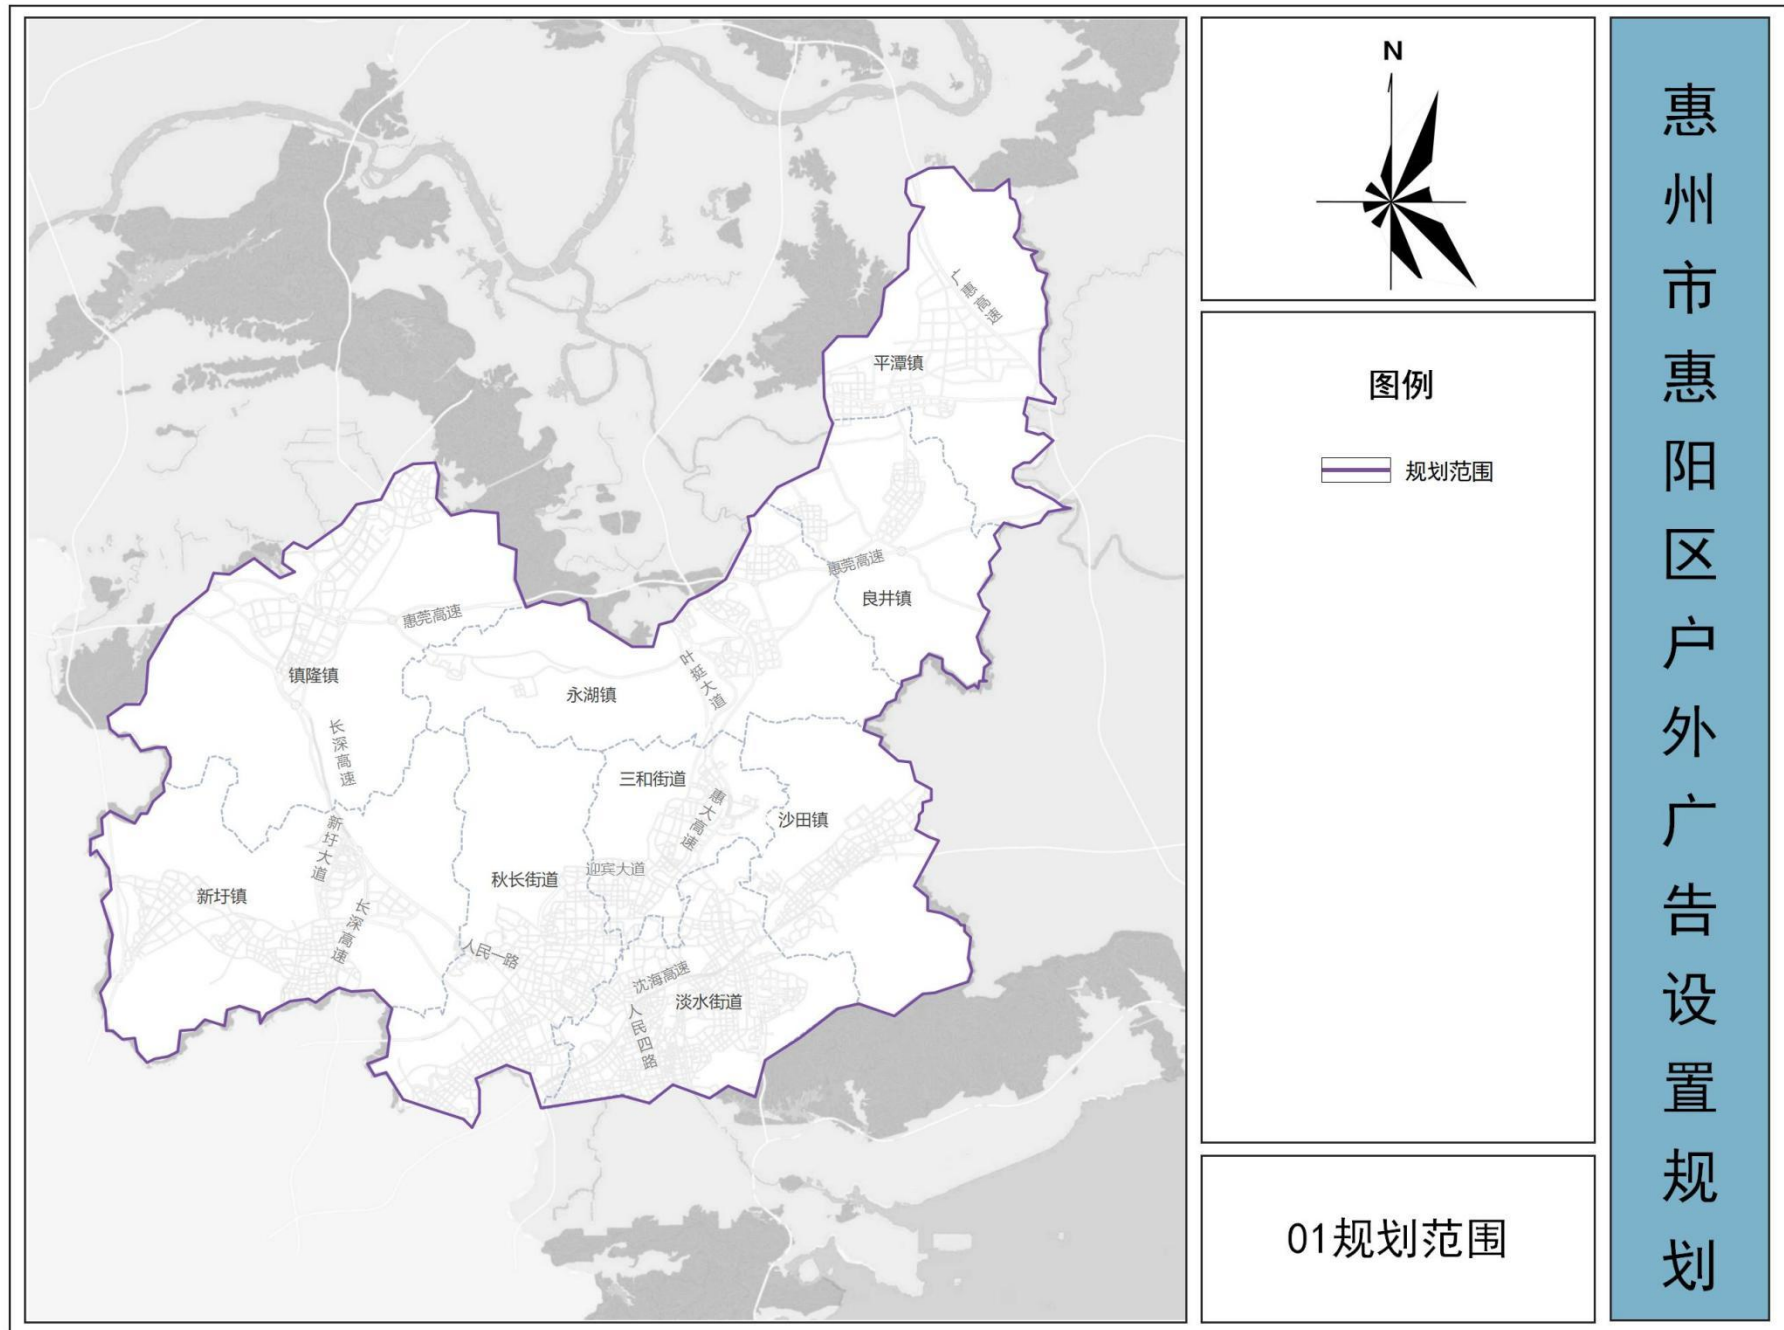 惠州市惠阳区户外广告设置规划
N
图例
规划范围
01规划范围
广惠高速
平潭镇
惠莞高速
良井镇
惠莞高速
镇隆镇
永湖镇
叶挺大道
长深高速
三和街道
惠大高速
沙田镇
新圩大道
迎宾大道
秋长街道
新圩镇
长深高速
人民一路
沈海高速
淡水街道
人民四路